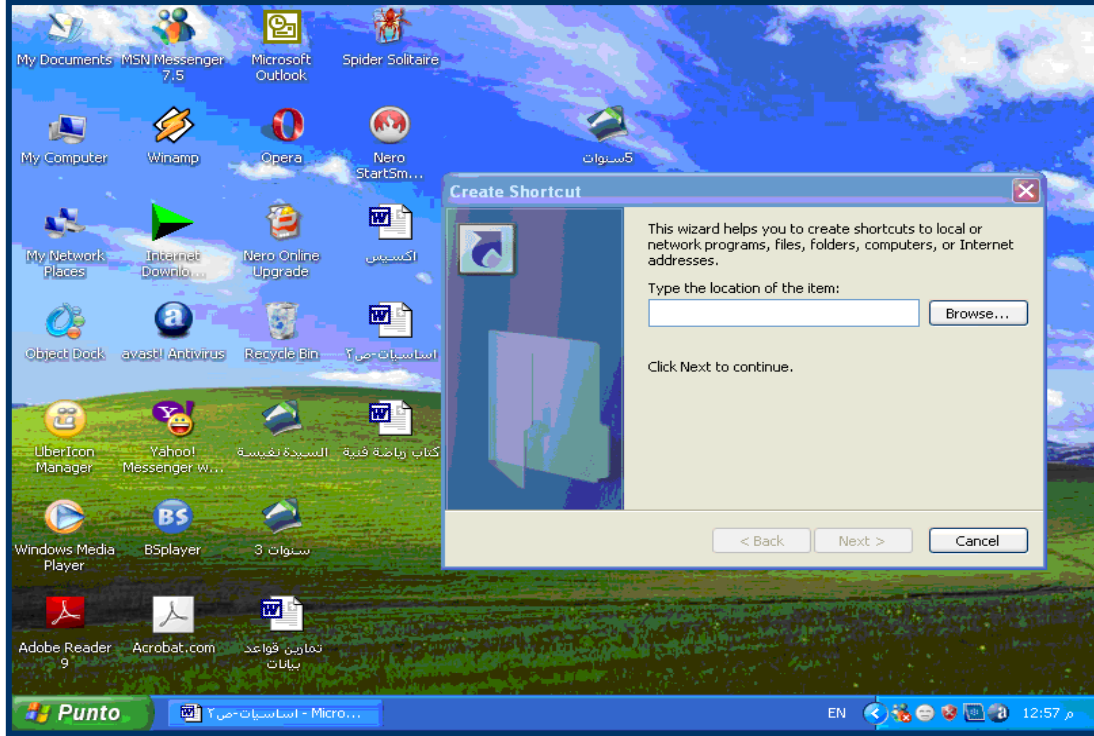 My Documents
MSN Messenger
7.5
Microsoft
Outlook
Spider Solitaire
My Computer
Winamp
Opera
Nero
StartSm...
5سنوات
My Network
Places
Internet
Downlo...
Nero Online
Upgrade
اكسيس
Object Dock
avast! Antivirus
Recycle Bin
اساسيات-ص٢
UberIcon
Manager
Yahoo!
Messenger w...
السيدة نفيسة
كتاب رياضة فنية
Windows Media
Player
BSplayer
سنوات 3
Adobe Reader
9
Acrobat.com
تمارين قواعد
بيانات
Create Shortcut
This wizard helps you to create shortcuts to local or
network programs, files, folders, computers, or Internet
addresses.
Type the location of the item:
Browse...
Click Next to continue.
< Back
Next >
Cancel
Punto
اساسيات-ص٢ - Micro...
EN
12:57 م